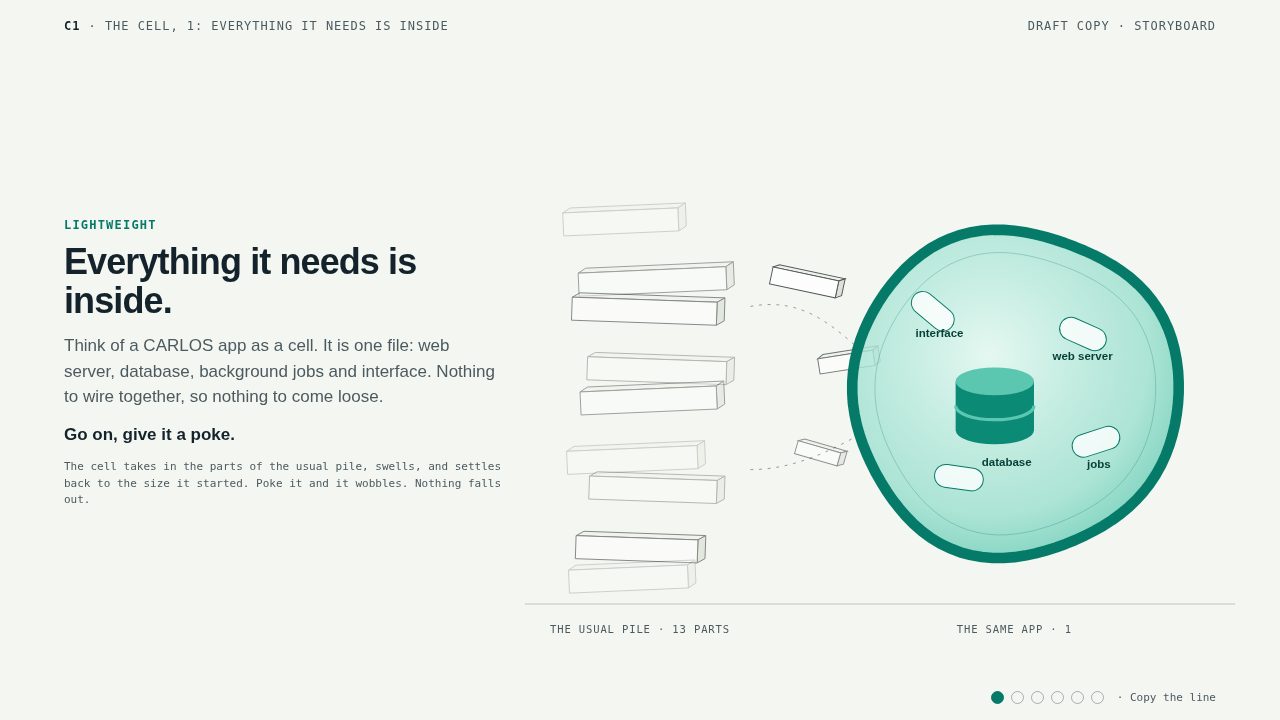 C1 · THE CELL, 1: EVERYTHING IT NEEDS IS INSIDE
DRAFT COPY · STORYBOARD
LIGHTWEIGHT
Everything it needs is
inside.
Think of a CARLOS app as a cell. It is one file: web
server, database, background jobs and interface. Nothing
to wire together, so nothing to come loose.
Go on, give it a poke.
The cell takes in the parts of the usual pile, swells, and settles
back to the size it started. Poke it and it wobbles. Nothing falls
out.
interface
web server
database
jobs
THE USUAL PILE · 13 PARTS
THE SAME APP · 1
· Copy the line